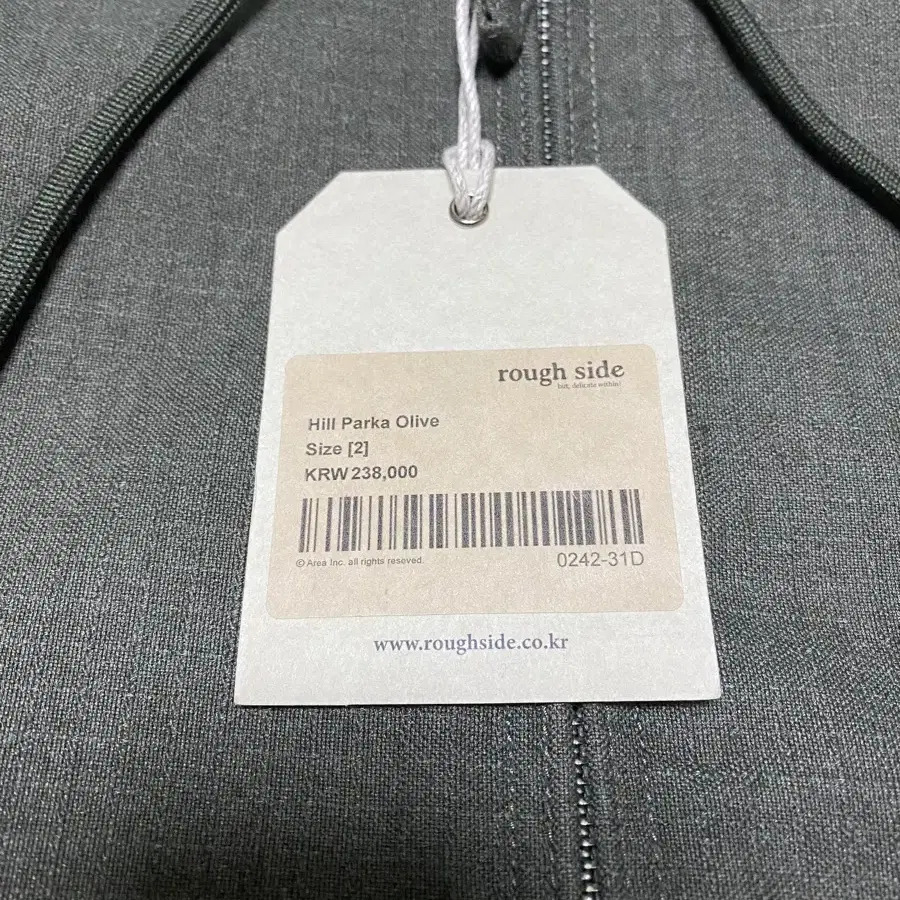 rough side
but, delicate within/
Hill Parka Olive
Size [2]
KRW 238,000
© Area Inc. all rights reseved.
0242-31D
www.roughside.co.kr